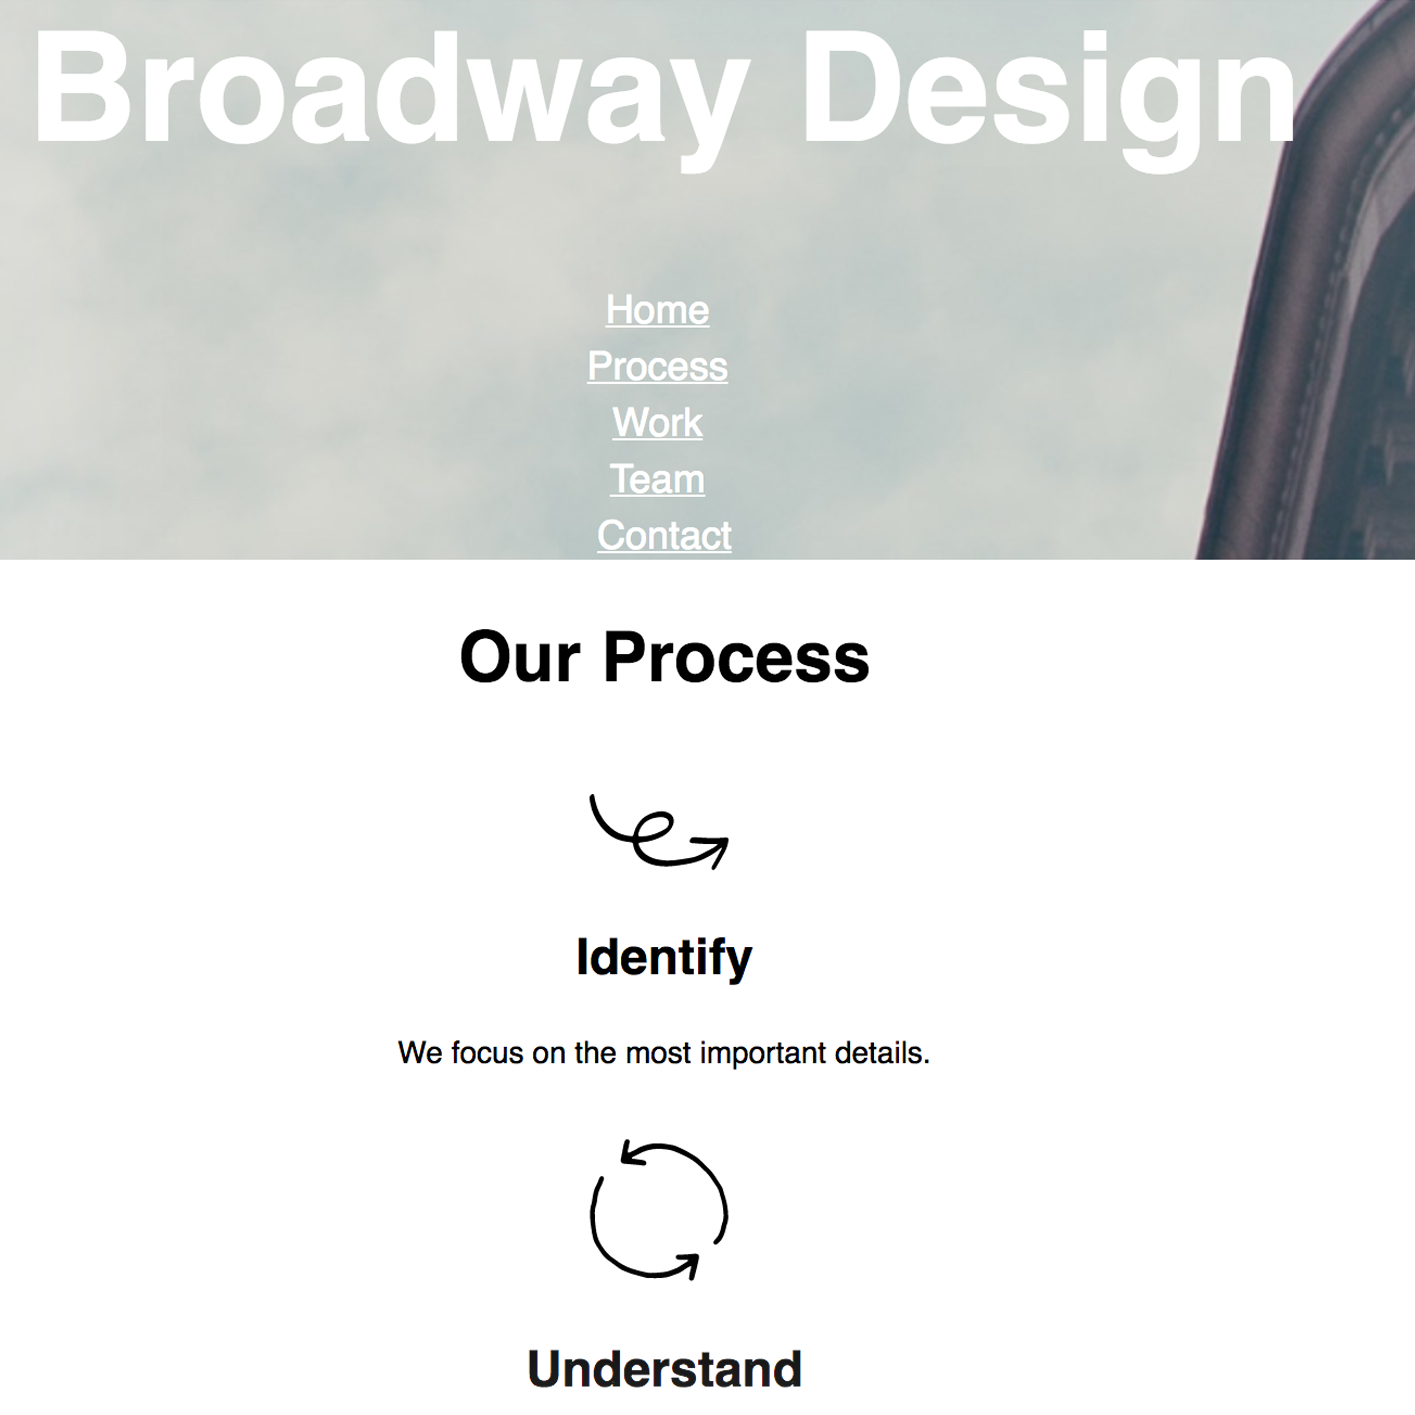 Broadway Design
Home
Process
Work
Team
Contact
Our Process
Identify
We focus on the most important details.
Understand